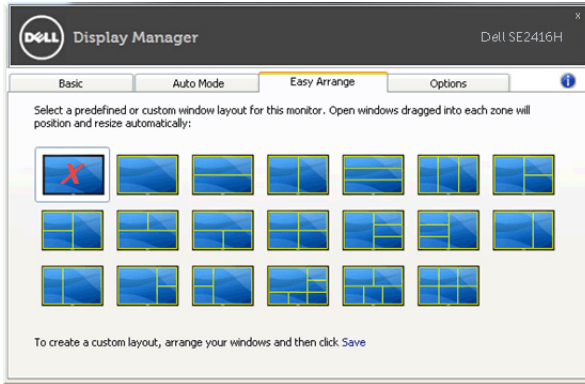 x
DELL Display Manager
Dell SE2416H
Basic Auto Mode Easy Arrange Options i
Select a predefined or custom window layout for this monitor. Open windows dragged into each zone will
position and resize automatically:
X
To create a custom layout, arrange your windows and then click Save